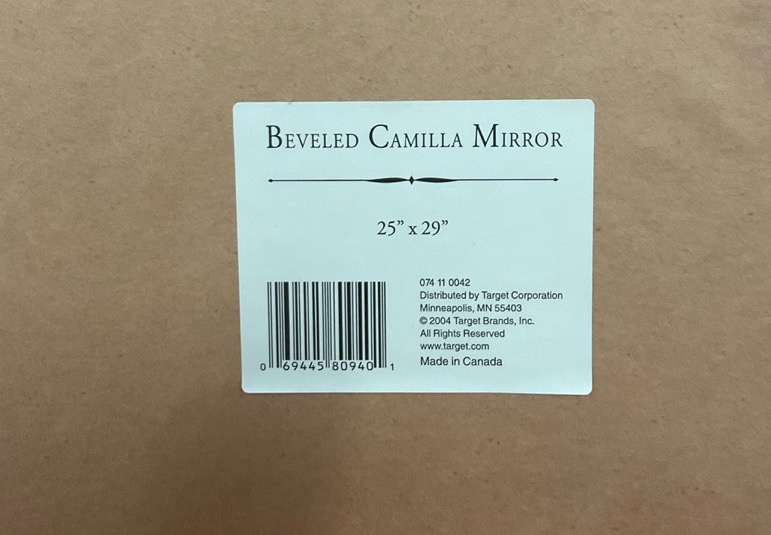 BEVELED CAMILLA MIRROR
25” x 29”
074 11 0042
Distributed by Target Corporation
Minneapolis, MN 55403
© 2004 Target Brands, Inc.
All Rights Reserved
www.target.com
Made in Canada
0 69445 80940 1